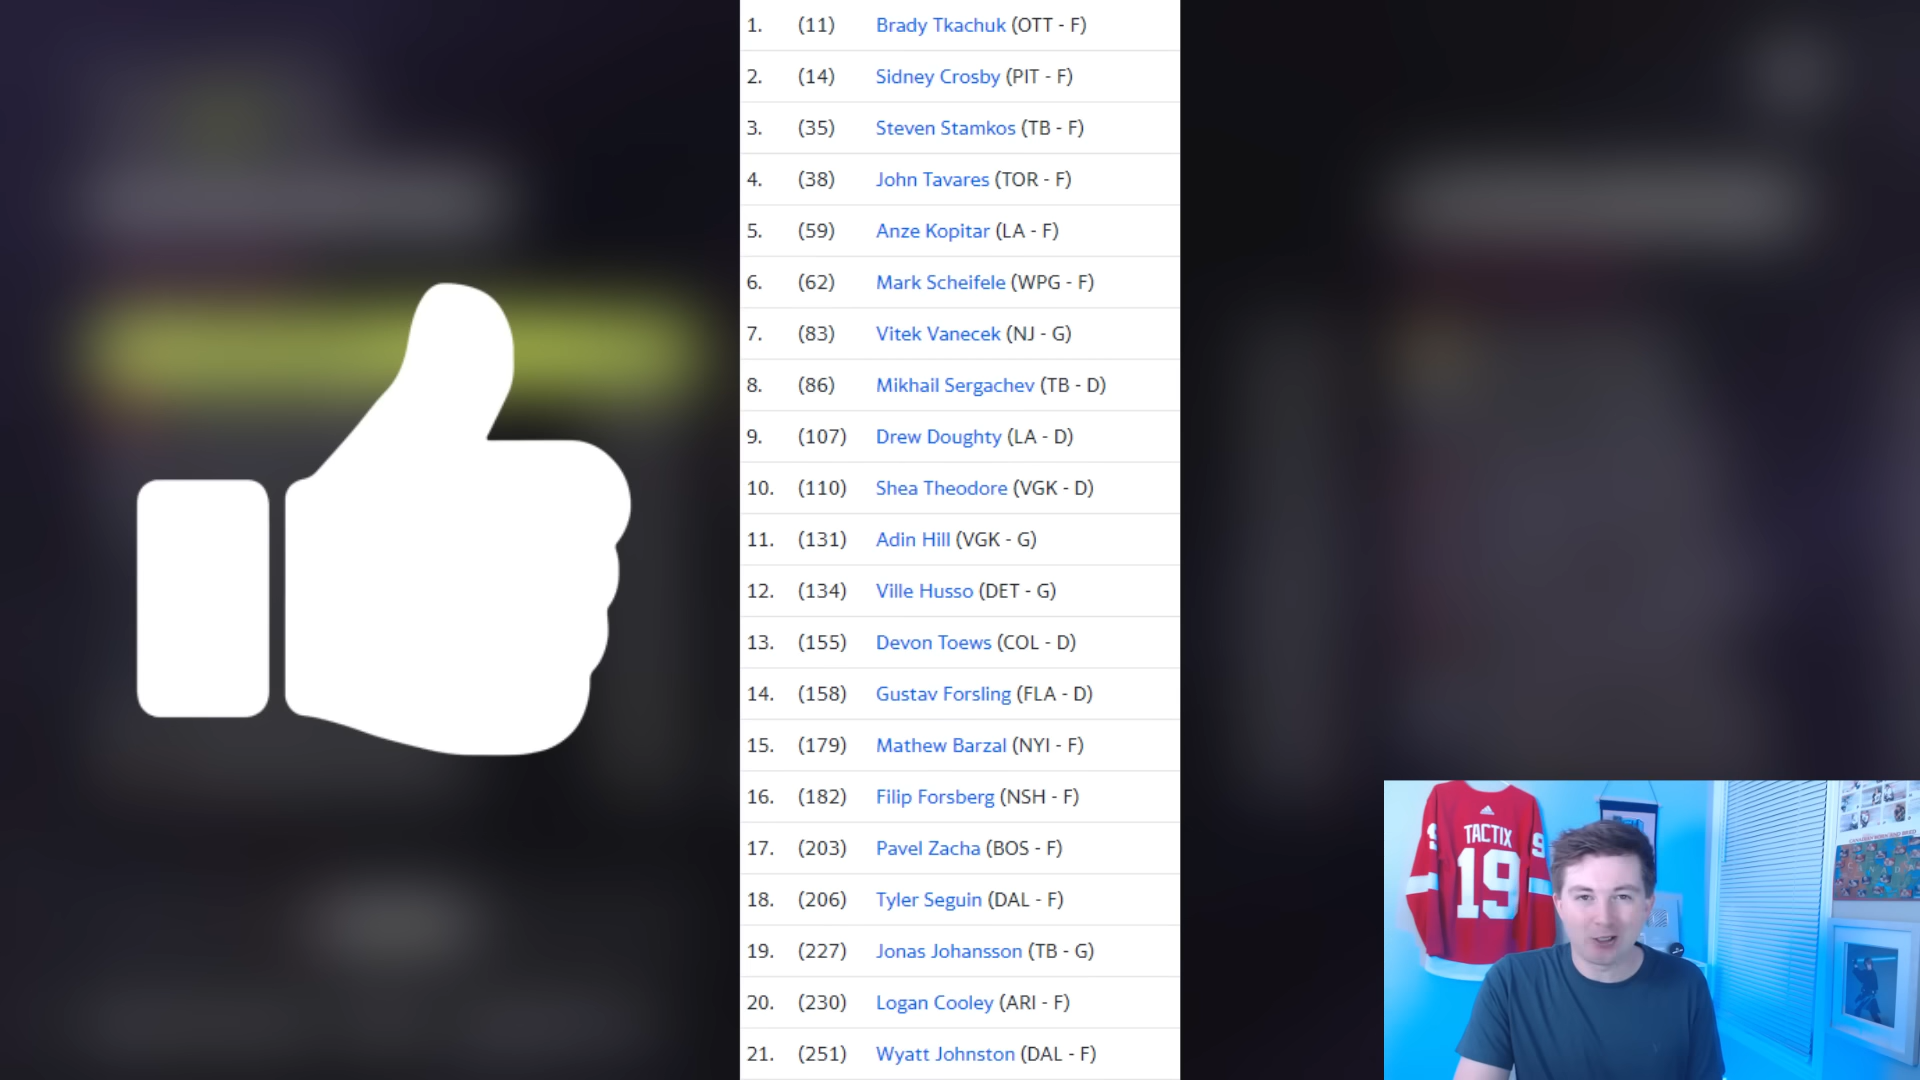 1. (11) Brady Tkachuk (OTT - F)
2. (14) Sidney Crosby (PIT - F)
3. (35) Steven Stamkos (TB - F)
4. (38) John Tavares (TOR - F)
5. (59) Anze Kopitar (LA - F)
6. (62) Mark Scheifele (WPG - F)
7. (83) Vitek Vanecek (NJ - G)
8. (86) Mikhail Sergachev (TB - D)
9. (107) Drew Doughty (LA - D)
10. (110) Shea Theodore (VGK - D)
11. (131) Adin Hill (VGK - G)
12. (134) Ville Husso (DET - G)
13. (155) Devon Toews (COL - D)
14. (158) Gustav Forsling (FLA - D)
15. (179) Mathew Barzal (NYI - F)
16. (182) Filip Forsberg (NSH - F)
17. (203) Pavel Zacha (BOS - F)
18. (206) Tyler Seguin (DAL - F)
19. (227) Jonas Johansson (TB - G)
20. (230) Logan Cooley (ARI - F)
21. (251) Wyatt Johnston (DAL - F)
TACTIX
19